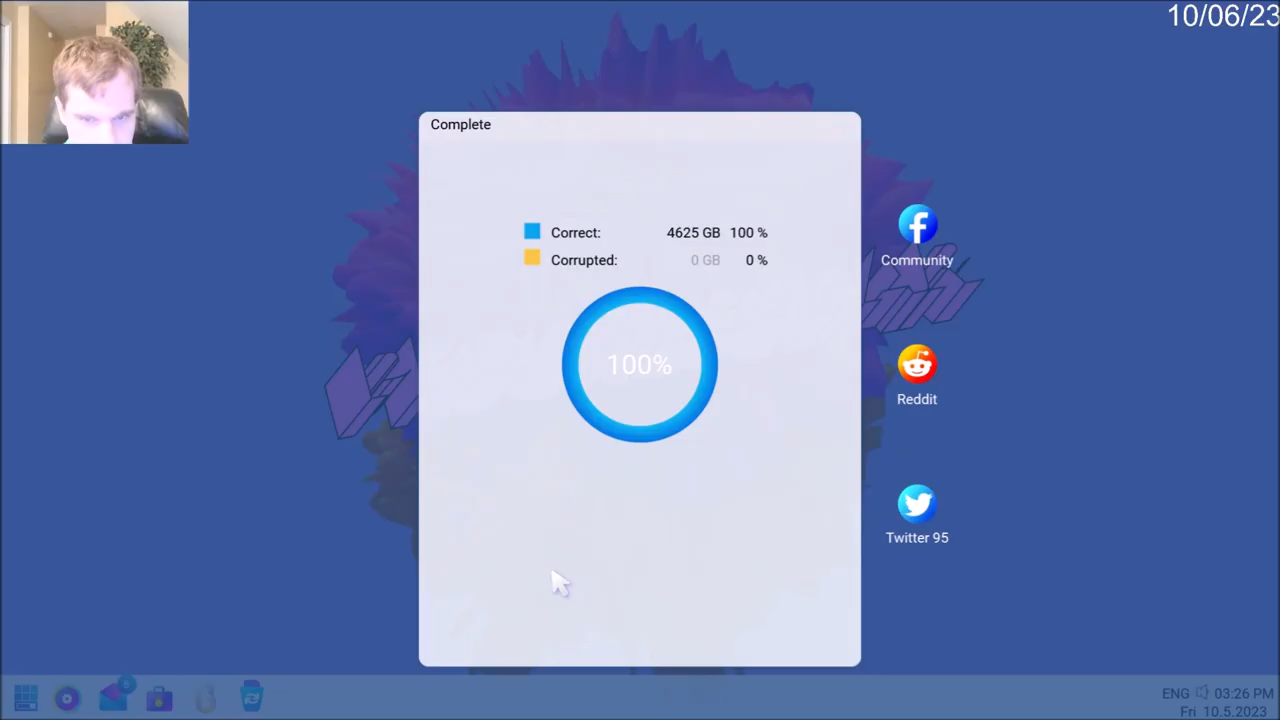 10/06/23
Complete
Correct: 4625 GB 100 %
Corrupted: 0 GB 0 %
100%
Community
Reddit
Twitter 95
ENG 03:26 PM
Fri 10.5.2023